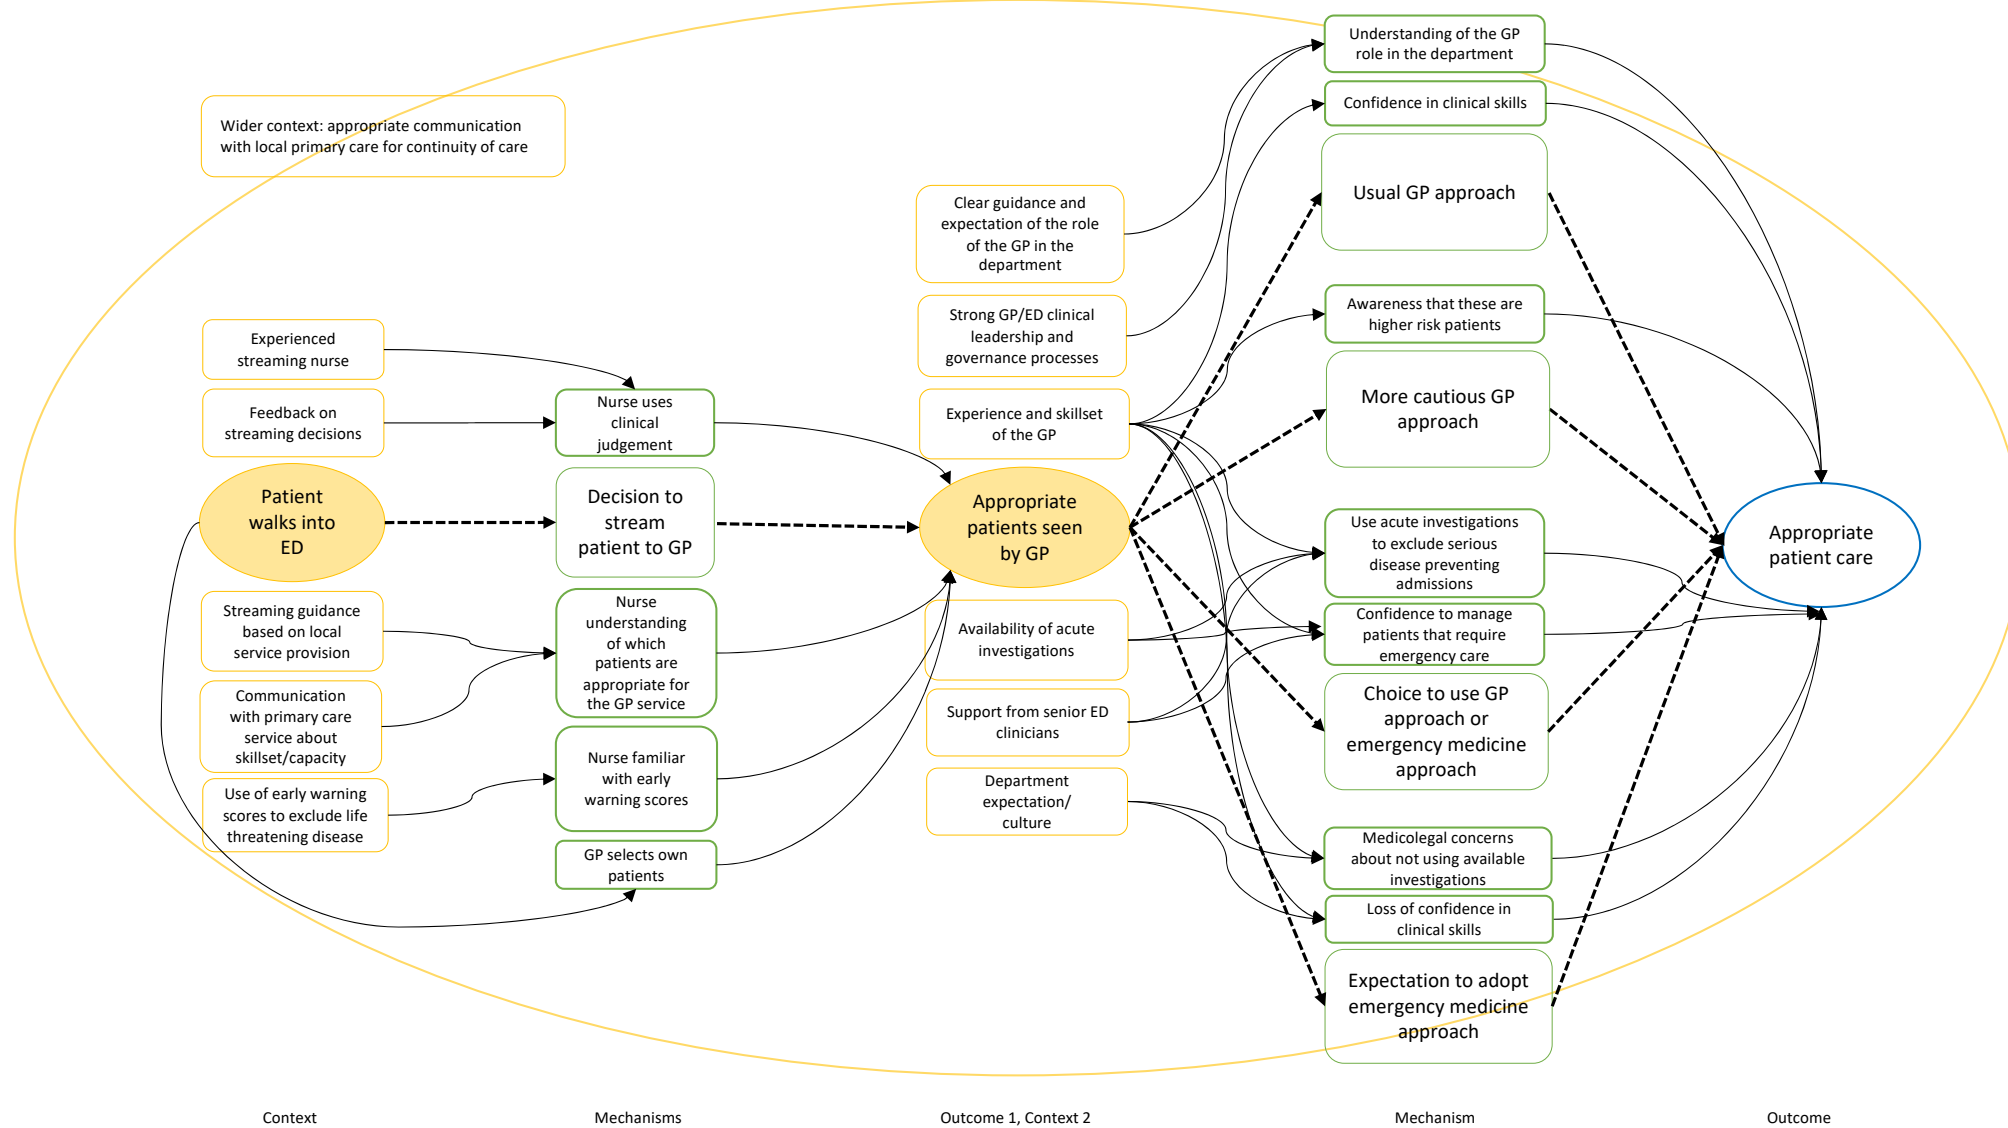 Wider context: appropriate communication
with local primary care for continuity of care
Experienced
streaming nurse
Feedback on
streaming decisions
Patient
walks into
ED
Streaming guidance
based on local
service provision
Communication
with primary care
service about
skillset/capacity
Use of early warning
scores to exclude life
threatening disease
Nurse uses
clinical
judgement
Decision to
stream
patient to GP
Nurse
understanding
of which
patients are
appropriate for
the GP service
Nurse familiar
with early
warning scores
GP selects own
patients
Clear guidance and
expectation of the role
of the GP in the
department
Strong GP/ED clinical
leadership and
governance processes
Experience and skillset
of the GP
Appropriate
patients seen
by GP
Availability of acute
investigations
Support from senior ED
clinicians
Department
expectation/
culture
Understanding of the GP
role in the department
Confidence in clinical skills
Usual GP approach
Awareness that these are
higher risk patients
More cautious GP
approach
Use acute investigations
to exclude serious
disease preventing
admissions
Confidence to manage
patients that require
emergency care
Choice to use GP
approach or
emergency medicine
approach
Medicolegal concerns
about not using available
investigations
Loss of confidence in
clinical skills
Expectation to adopt
emergency medicine
approach
Appropriate
patient care
Context
Mechanisms
Outcome 1, Context 2
Mechanism
Outcome